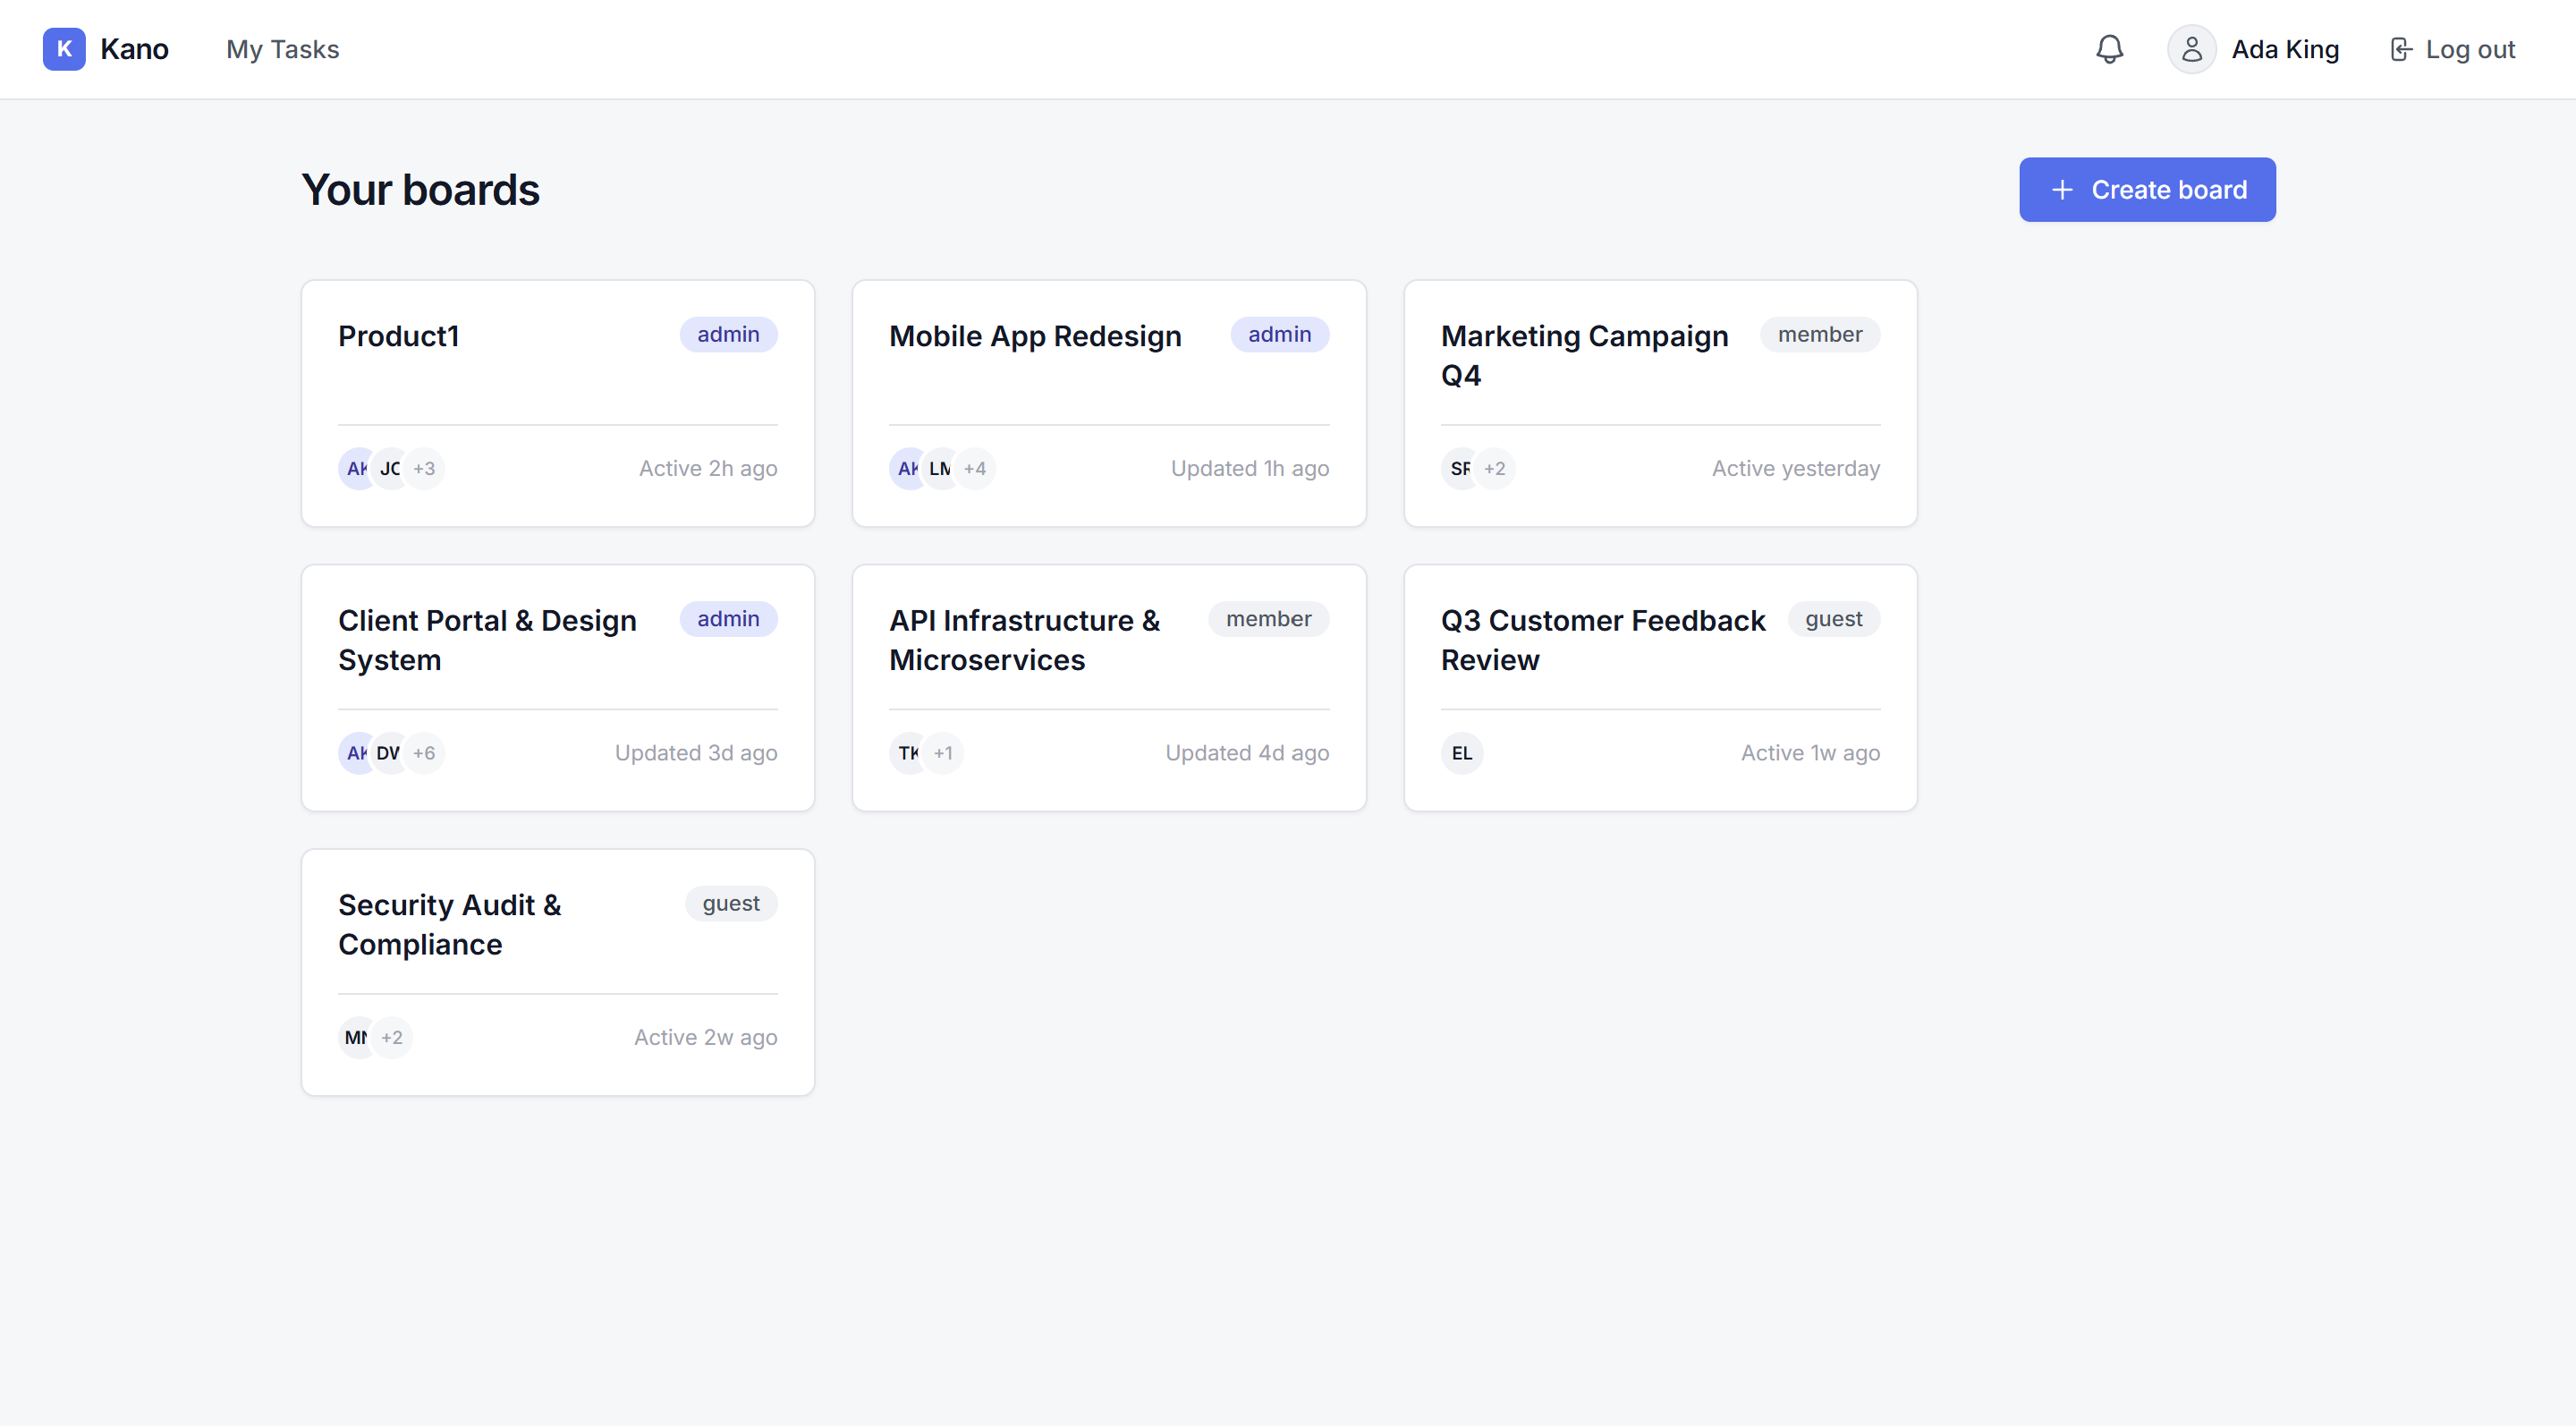 K Kano My Tasks Ada King Log out
Your boards
Create board
Product1 admin
+3 Active 2h ago
Mobile App Redesign admin
+4 Updated 1h ago
Marketing Campaign member
Q4
+2 Active yesterday
Client Portal & Design admin
System
+6 Updated 3d ago
API Infrastructure & member
Microservices
TK +1 Updated 4d ago
Q3 Customer Feedback guest
Review
EL Active 1w ago
Security Audit & guest
Compliance
+2 Active 2w ago